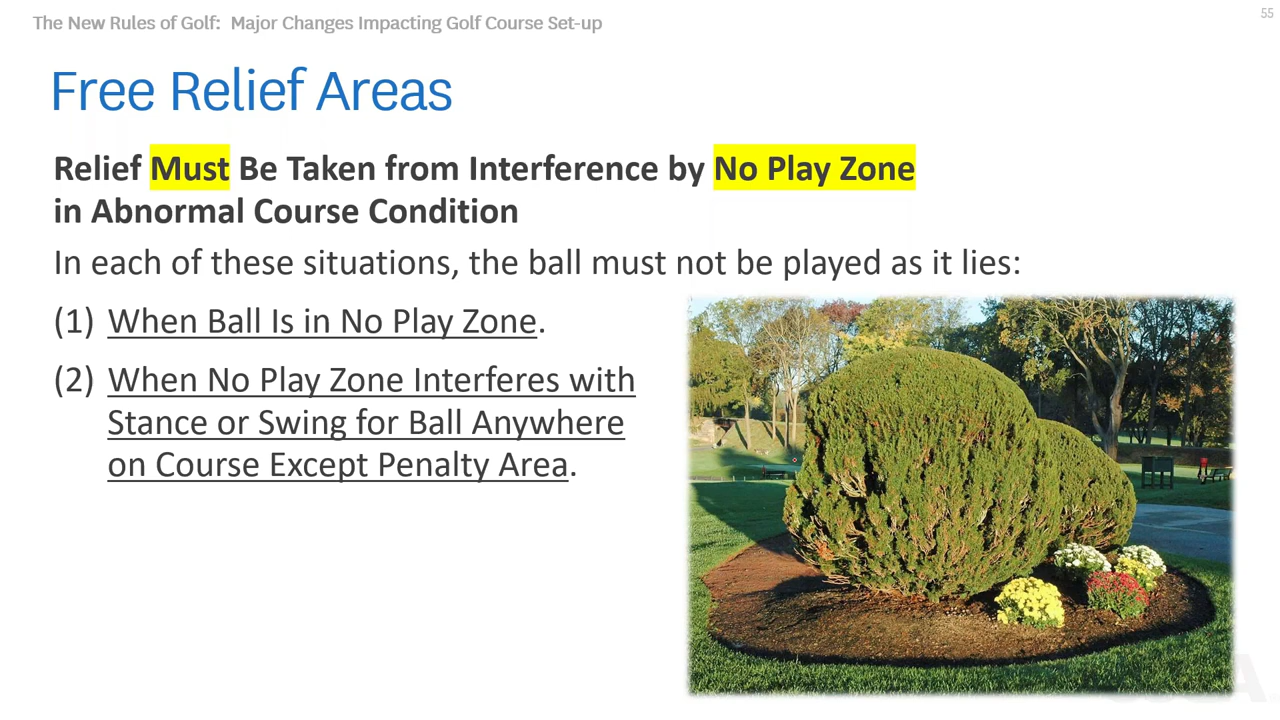 The New Rules of Golf:  Major Changes Impacting Golf Course Set-up
55
Free Relief Areas
Relief Must Be Taken from Interference by No Play Zone
in Abnormal Course Condition
In each of these situations, the ball must not be played as it lies:
(1) When Ball Is in No Play Zone.
(2) When No Play Zone Interferes with
Stance or Swing for Ball Anywhere
on Course Except Penalty Area.